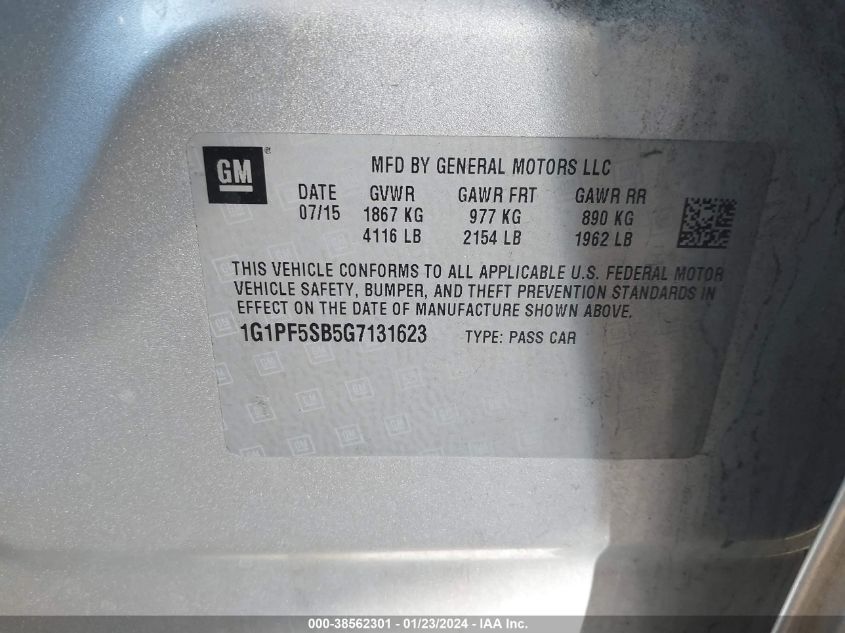 GM ®
MFD BY GENERAL MOTORS LLC
DATE GVWR GAWR FRT GAWR RR
07/15 1867 KG 977 KG 890 KG
4116 LB 2154 LB 1962 LB
THIS VEHICLE CONFORMS TO ALL APPLICABLE U.S. FEDERAL MOTOR
VEHICLE SAFETY, BUMPER, AND THEFT PREVENTION STANDARDS IN
EFFECT ON THE DATE OF MANUFACTURE SHOWN ABOVE.
1G1PF5SB5G7131623 TYPE: PASS CAR
000-38562301 - 01/23/2024 - IAA Inc.